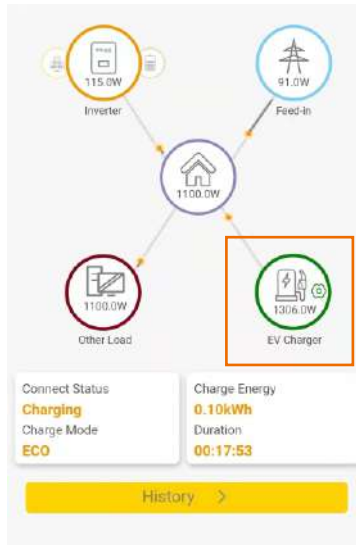 115.0W
Inverter
91.0W
Feed-in
1100.0W
1100.0W
Other Load
1306.0W
EV Charger
Connect Status
Charging
Charge Mode
ECO
Charge Energy
0.10kWh
Duration
00:17:53
History >